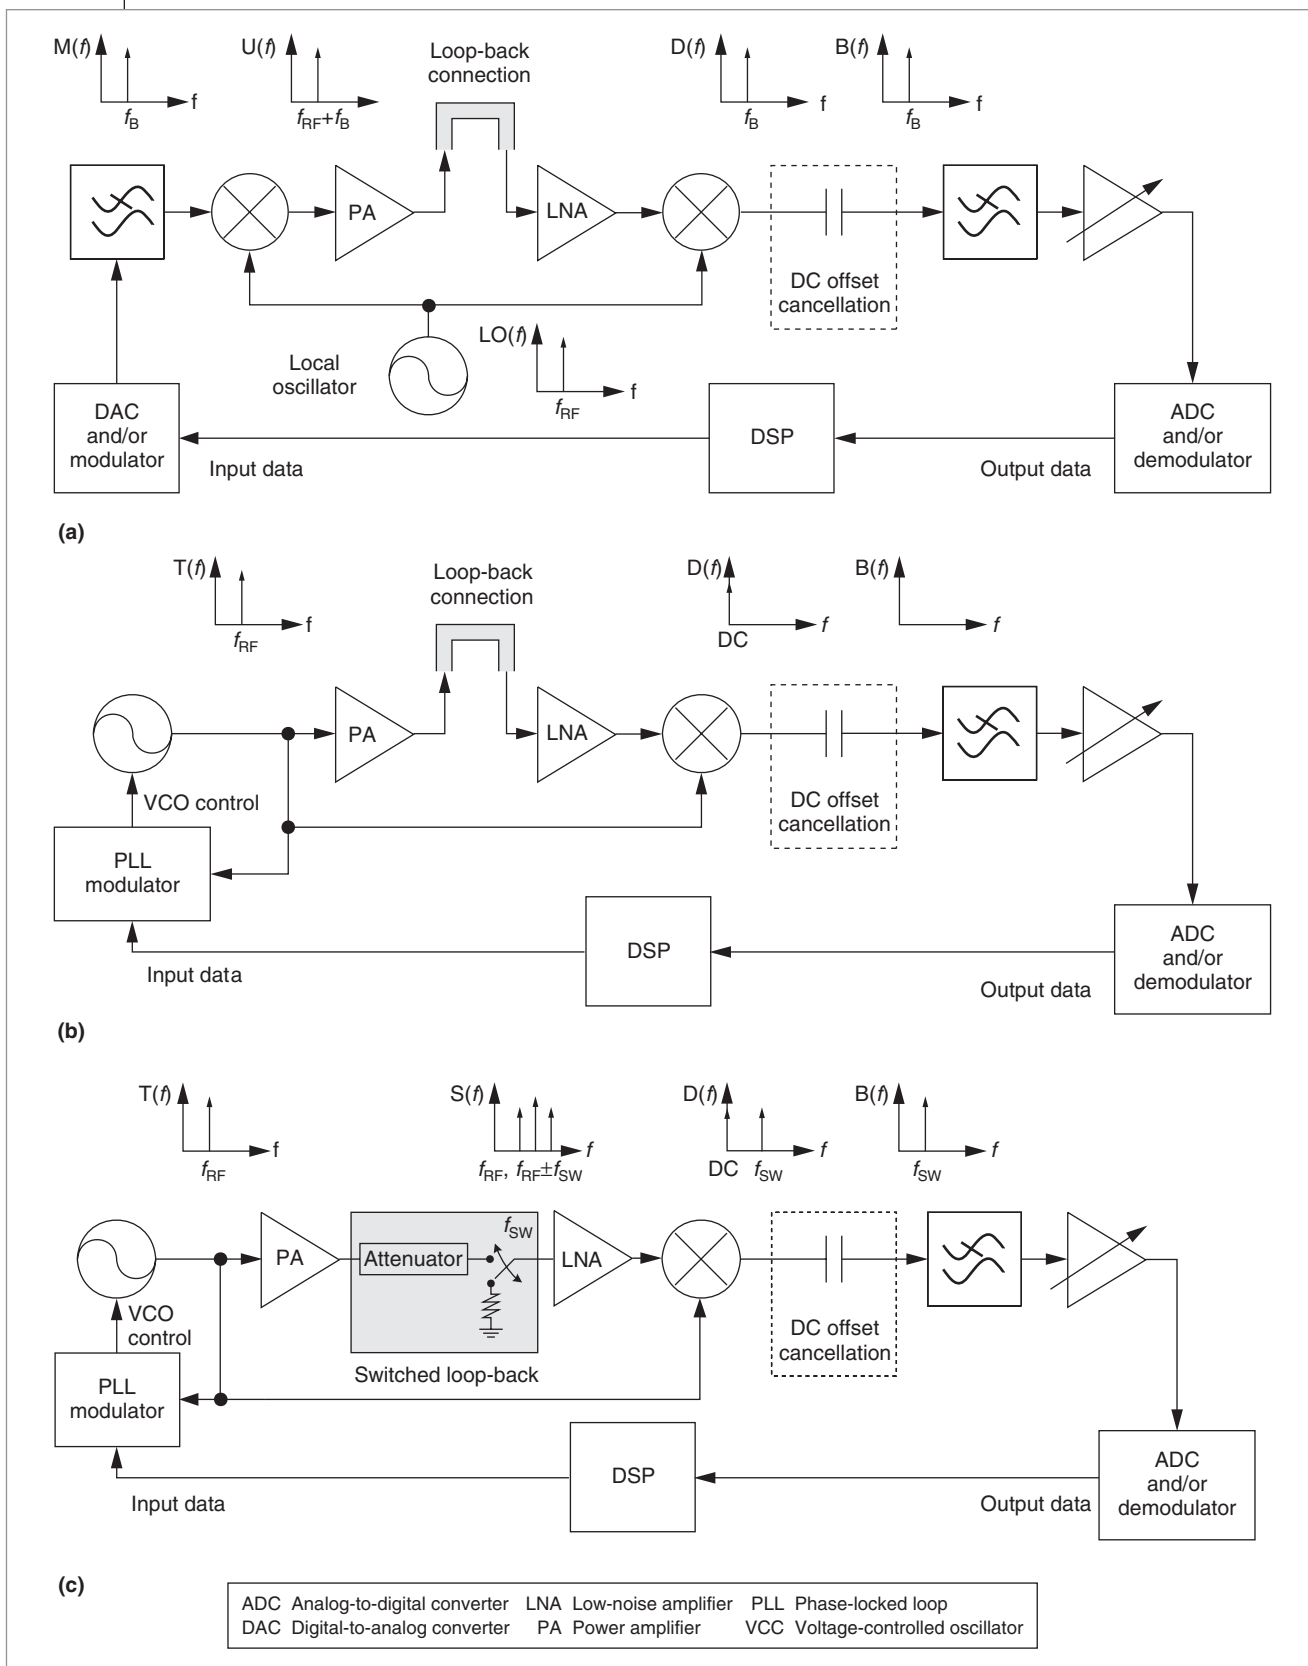 M(f)
f
fB
U(f)
fRF+fB
Loop-back
connection
D(f)
f
fB
B(f)
f
fB
PA
LNA
DC offset
cancellation
Local
oscillator
LO(f)
f
fRF
DAC
and/or
modulator
Input data
DSP
Output data
ADC
and/or
demodulator
(a)
T(f)
f
fRF
Loop-back
connection
D(f)
DC
f
B(f)
f
PA
LNA
VCO control
DC offset
cancellation
PLL
modulator
Input data
DSP
Output data
ADC
and/or
demodulator
(b)
T(f)
f
fRF
S(f)
f
fRF, fRF±fSW
D(f)
f
DC fSW
B(f)
f
fSW
PA
Attenuator
fSW
LNA
VCO
control
Switched loop-back
DC offset
cancellation
PLL
modulator
Input data
DSP
Output data
ADC
and/or
demodulator
(c)
ADC Analog-to-digital converter LNA Low-noise amplifier PLL Phase-locked loop
DAC Digital-to-analog converter PA Power amplifier VCC Voltage-controlled oscillator